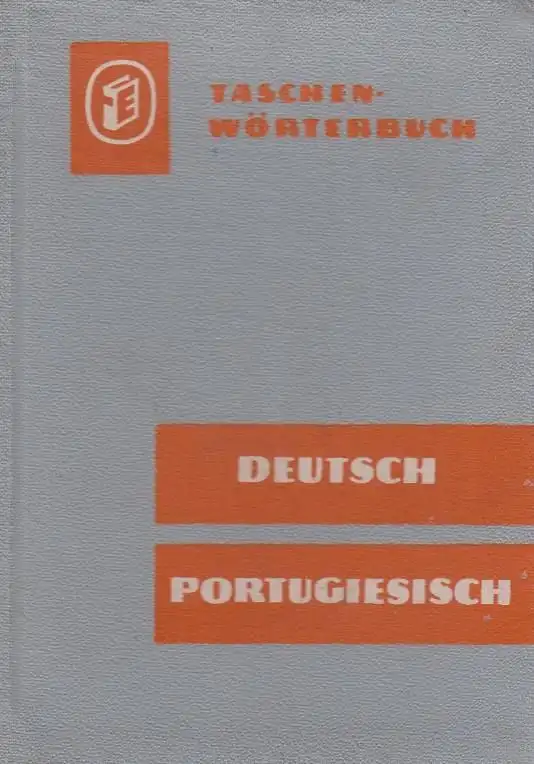 TASCHEN-
WÖRTERBUCH
DEUTSCH
PORTUGIESISCH